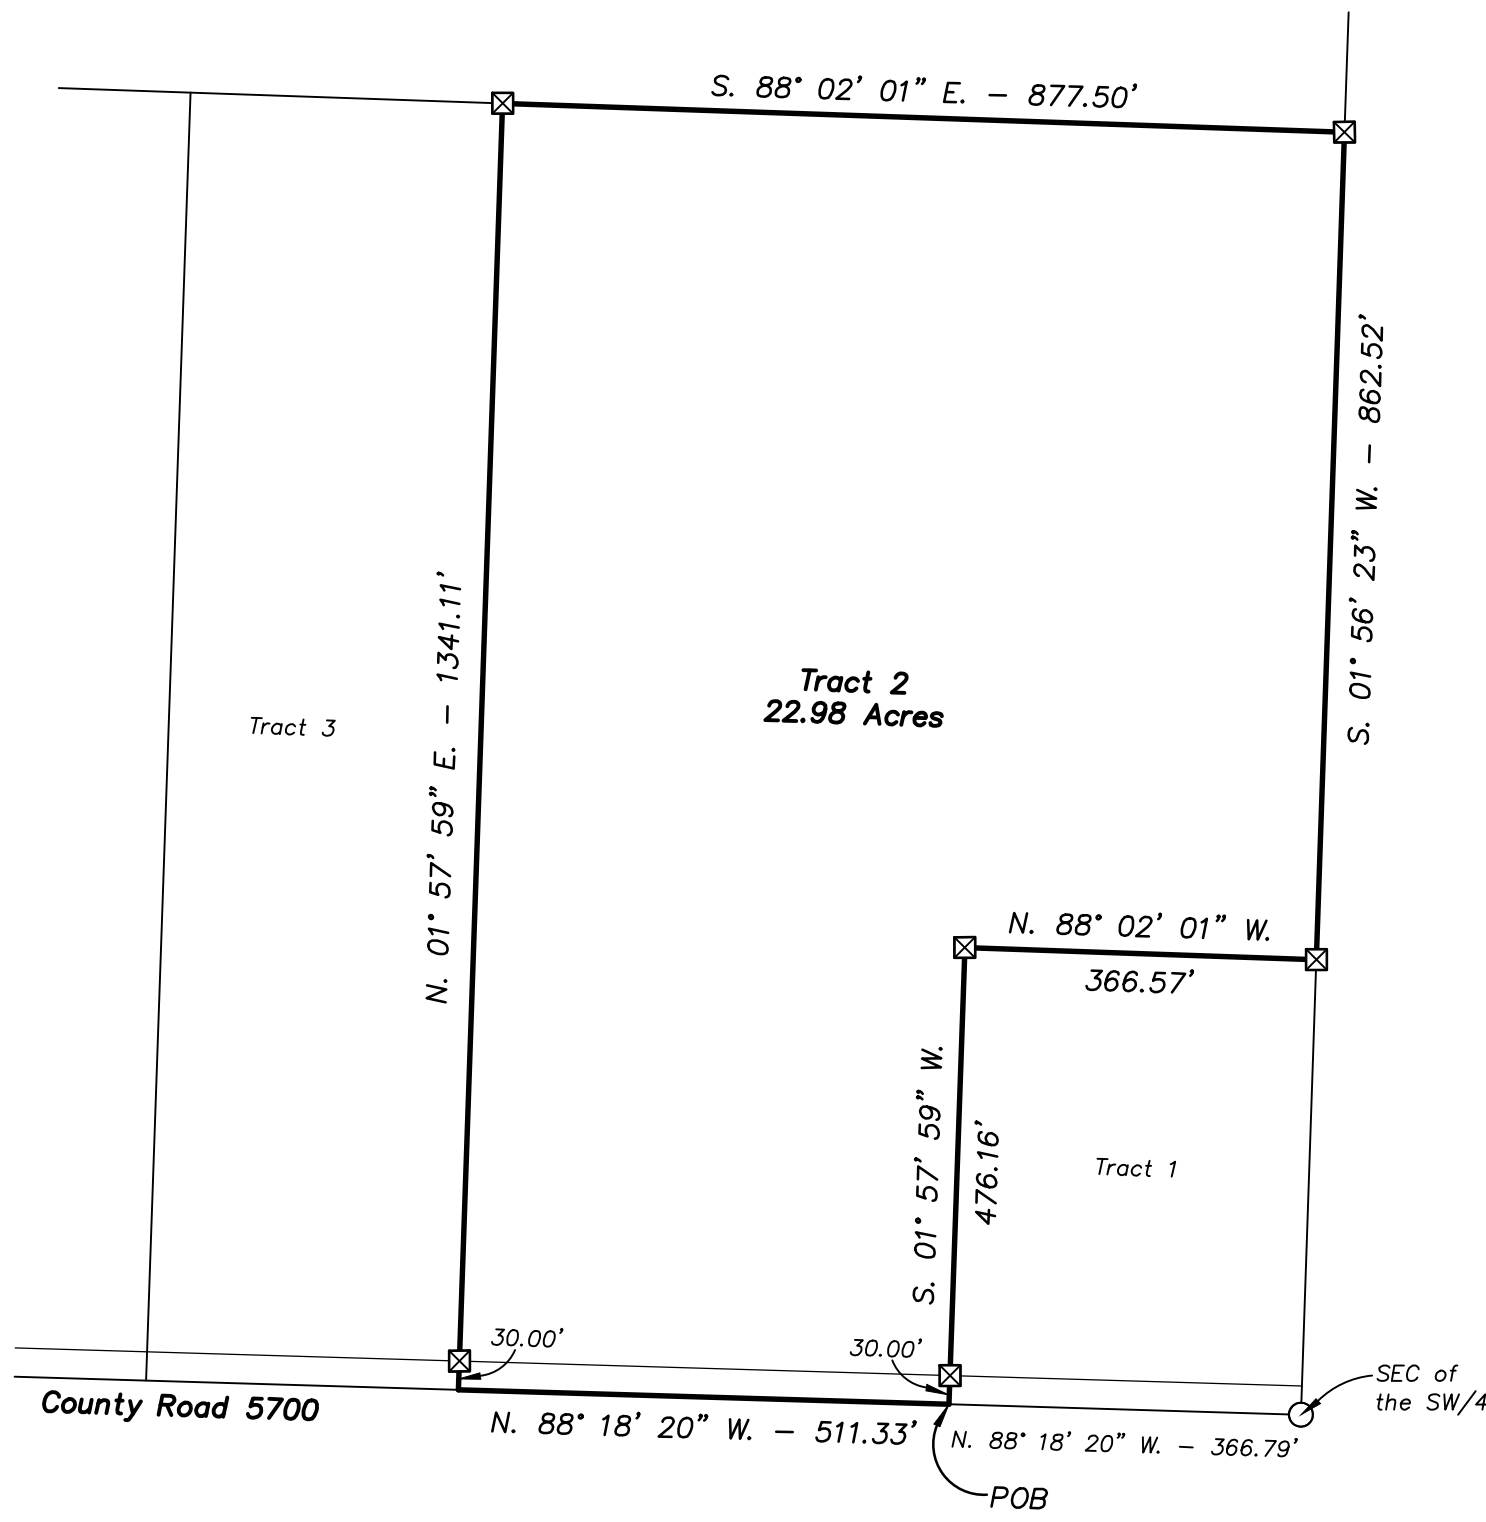 S. 88° 02' 01" E. – 877.50'
S. 01° 56' 23" W. – 862.52'
N. 01° 57' 59" E. – 1341.11'
Tract 2
22.98 Acres
Tract 3
N. 88° 02' 01" W.
366.57'
S. 01° 57' 59" W.
476.16'
Tract 1
30.00'
30.00'
SEC of
the SW/4
County Road 5700
N. 88° 18' 20" W. – 511.33'
N. 88° 18' 20" W. – 366.79'
POB